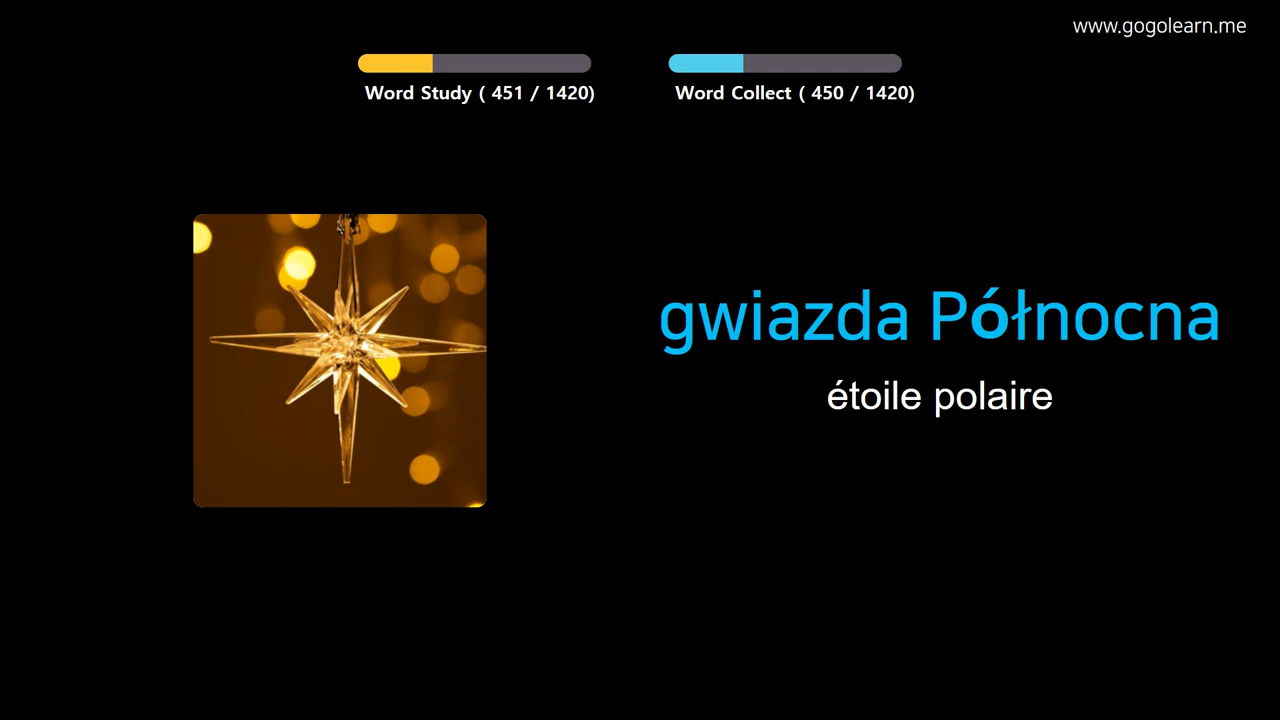 www.gogolearn.me
Word Study ( 451 / 1420)
Word Collect ( 450 / 1420)
gwiazda Północna
étoile polaire